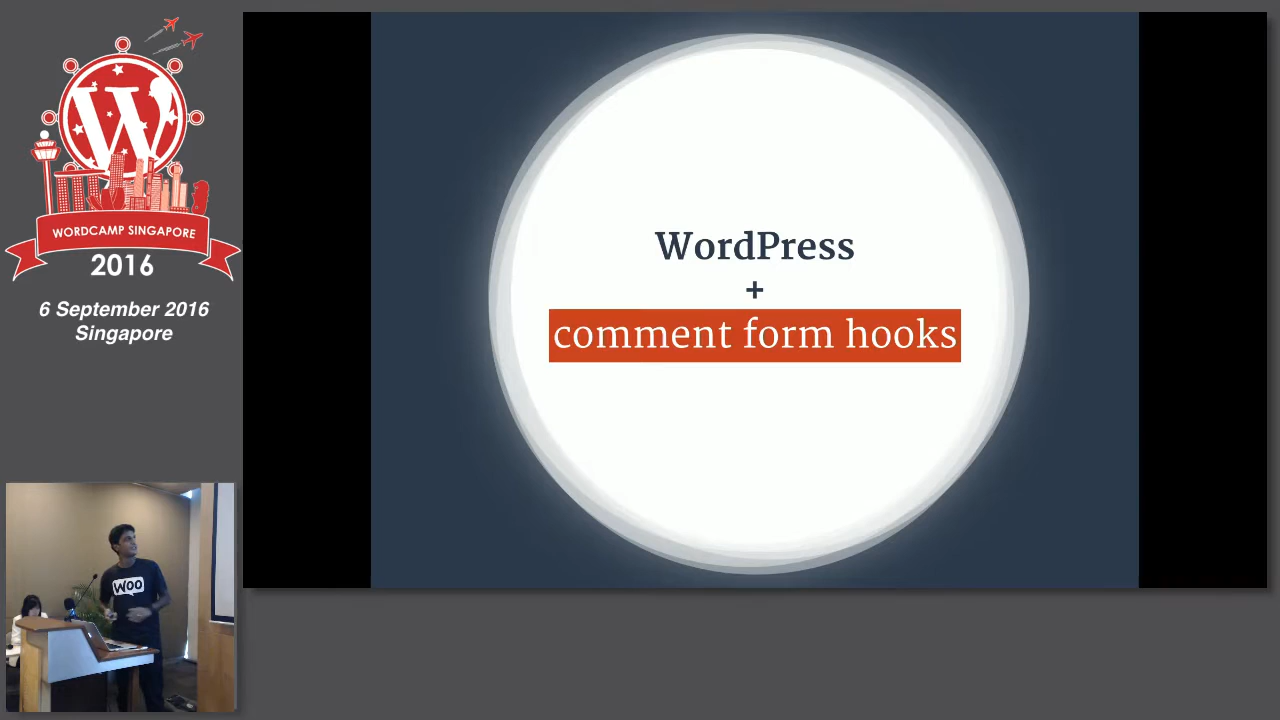 W
WORDCAMP SINGAPORE
2016
6 September 2016
Singapore
WordPress
+
comment form hooks
WOO